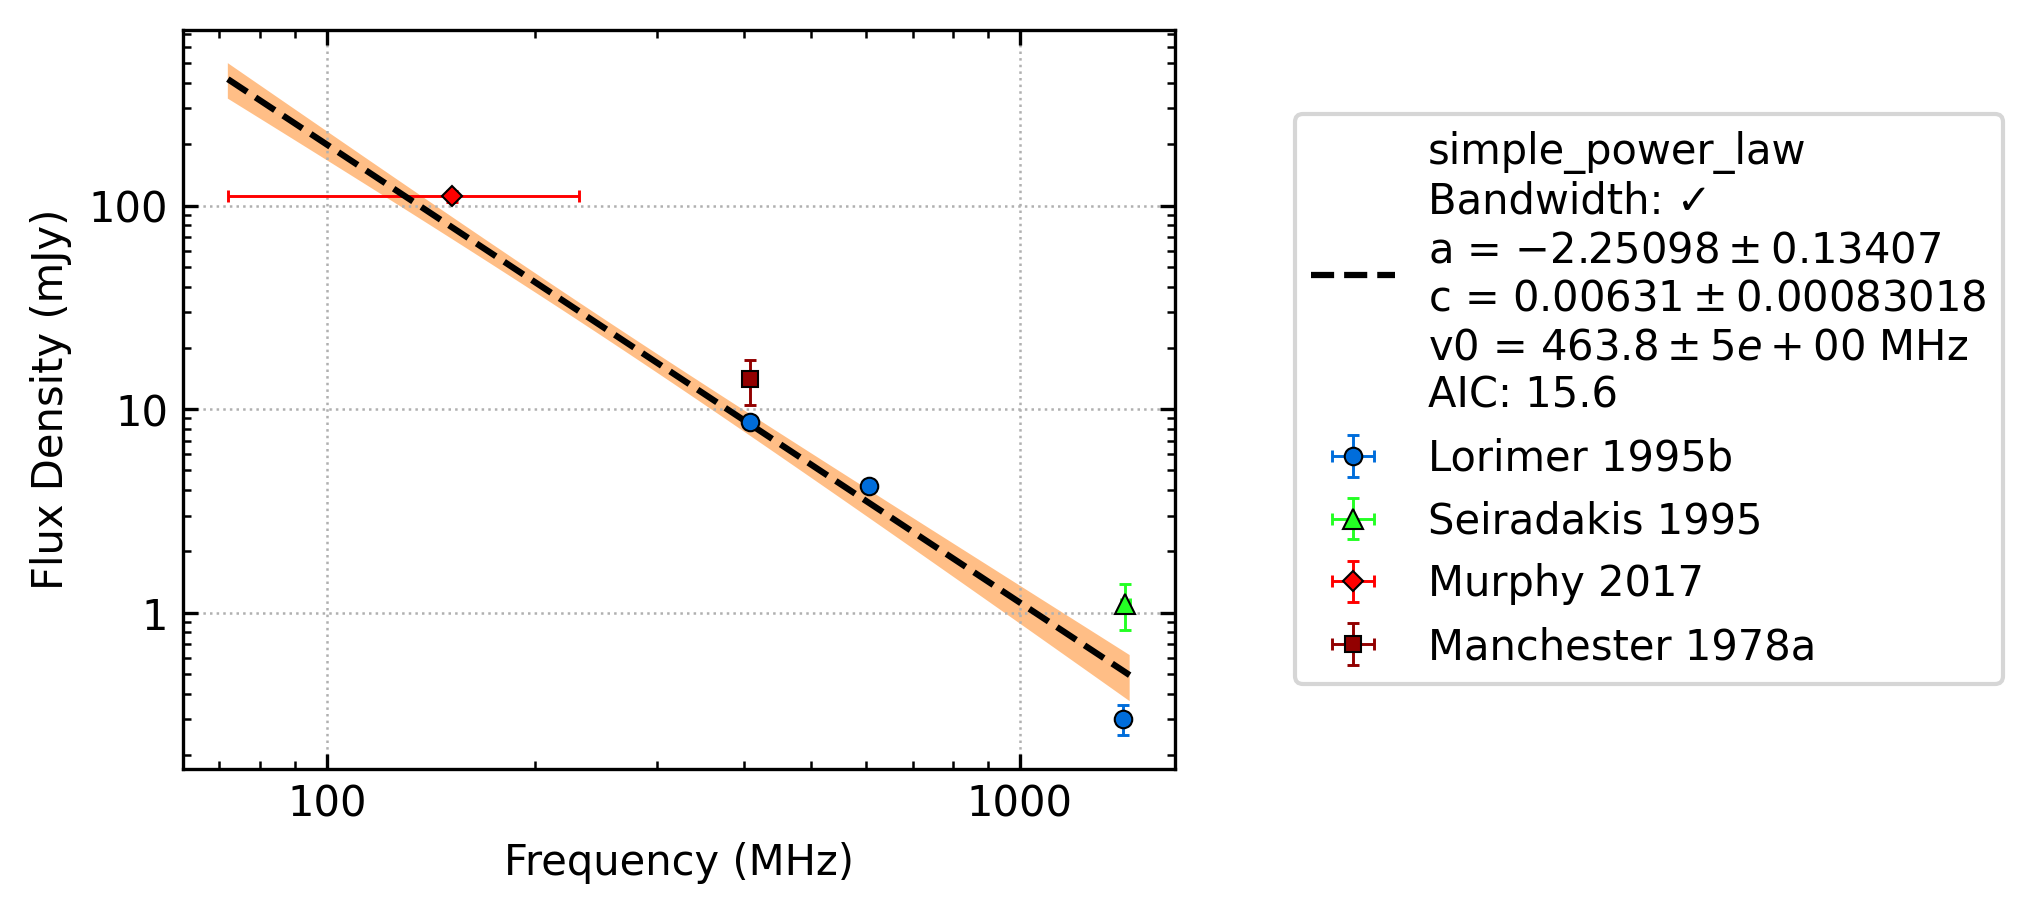 100
10
1
Flux Density (mJy)
100
1000
Frequency (MHz)
simple_power_law
Bandwidth: ✓
a = −2.25098 ± 0.13407
c = 0.00631 ± 0.00083018
v0 = 463.8 ± 5e + 00 MHz
AIC: 15.6
Lorimer 1995b
Seiradakis 1995
Murphy 2017
Manchester 1978a